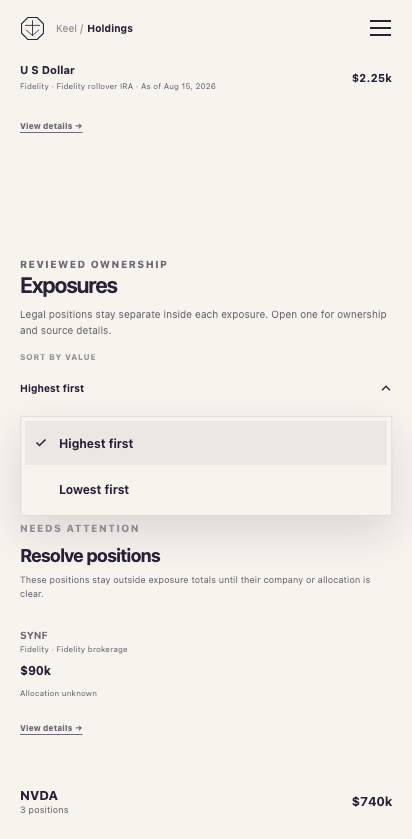 Keel / Holdings
U S Dollar
$2.25k
Fidelity · Fidelity rollover IRA · As of Aug 15, 2026
View details →
REVIEWED OWNERSHIP
Exposures
Legal positions stay separate inside each exposure. Open one for ownership
and source details.
SORT BY VALUE
Highest first
Highest first
Lowest first
NEEDS ATTENTION
Resolve positions
These positions stay outside exposure totals until their company or allocation is
clear.
SYNF
Fidelity · Fidelity brokerage
$90k
Allocation unknown
View details →
NVDA
$740k
3 positions